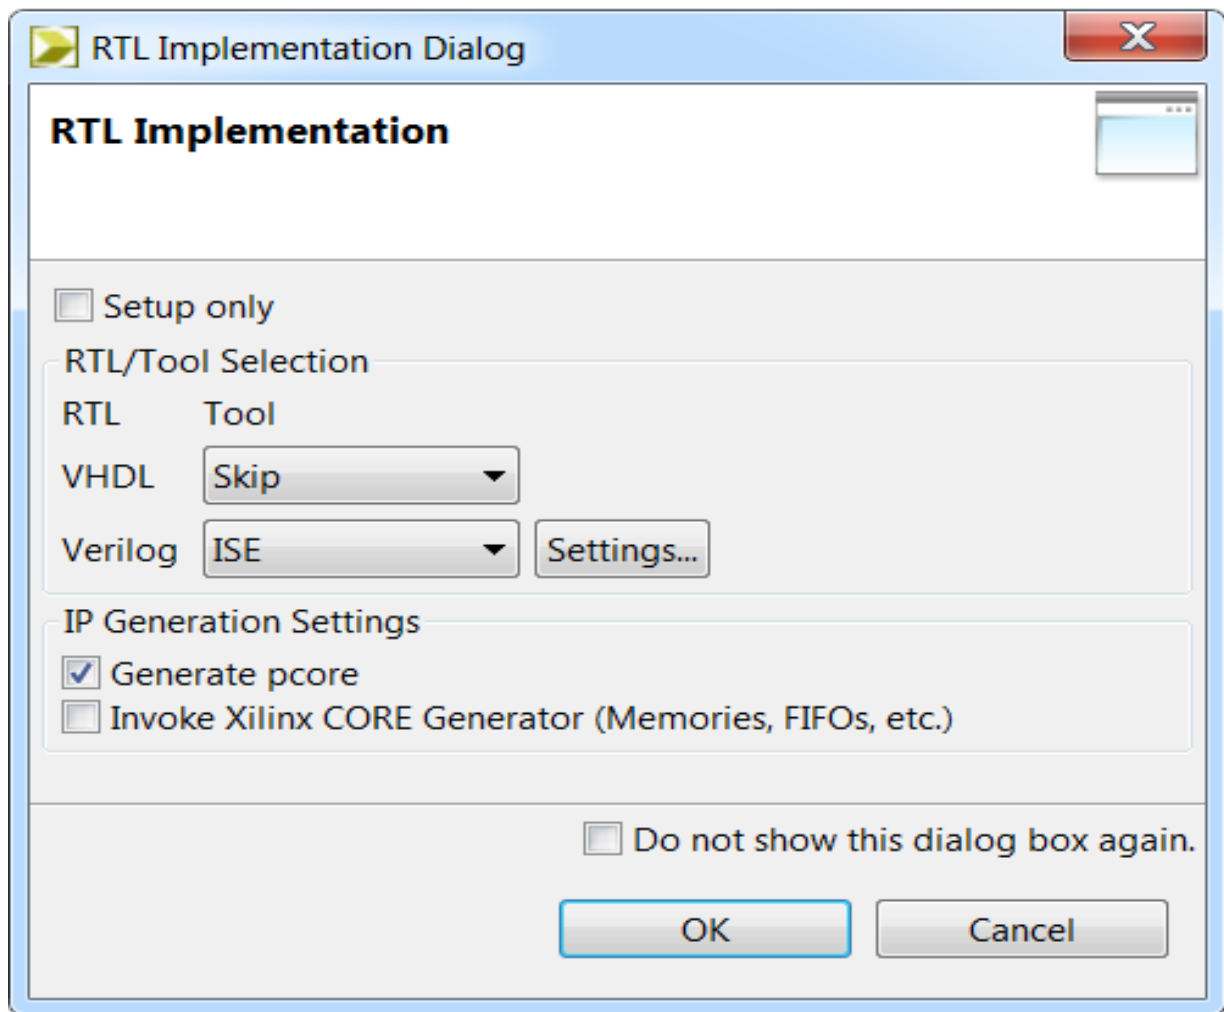 RTL Implementation Dialog
RTL Implementation
Setup only
RTL/Tool Selection
RTL Tool
VHDL Skip
Verilog ISE Settings...
IP Generation Settings
Generate pcore
Invoke Xilinx CORE Generator (Memories, FIFOs, etc.)
Do not show this dialog box again.
OK Cancel